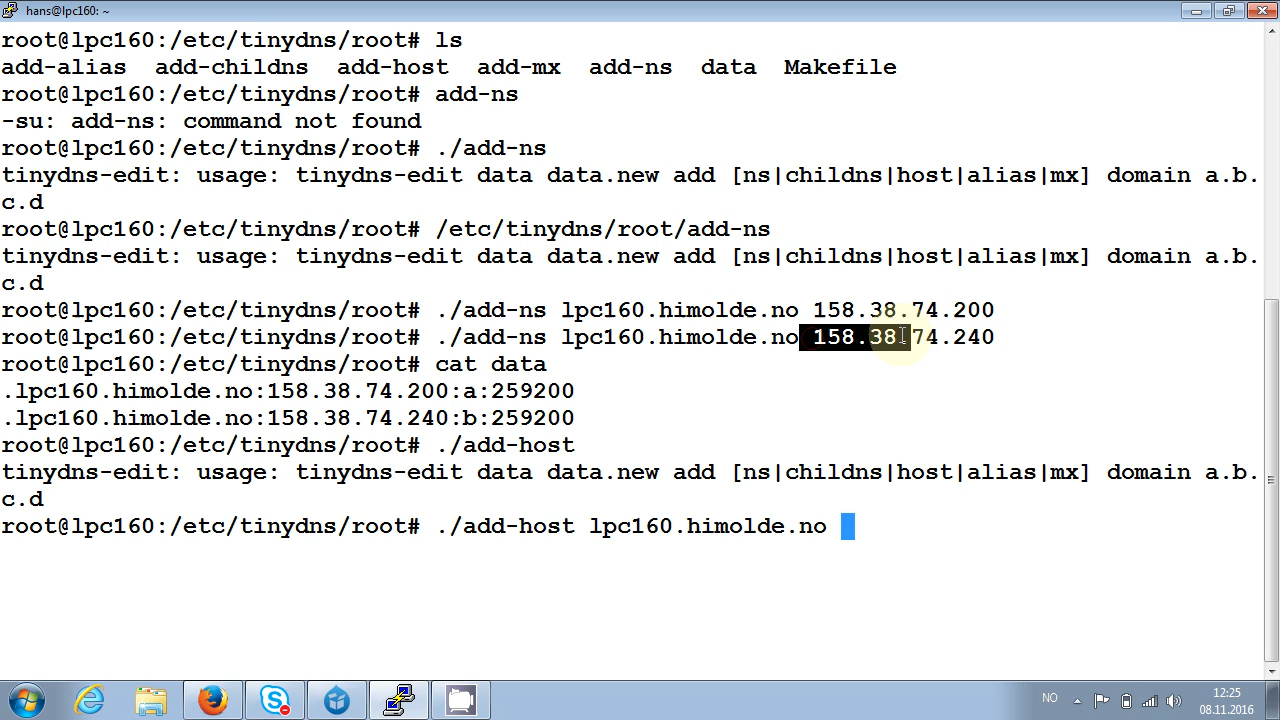 hans@lpc160: ~
root@lpc160:/etc/tinydns/root# ls
add-alias  add-childns  add-host  add-mx  add-ns  data  Makefile
root@lpc160:/etc/tinydns/root# add-ns
-su: add-ns: command not found
root@lpc160:/etc/tinydns/root# ./add-ns
tinydns-edit: usage: tinydns-edit data data.new add [ns|childns|host|alias|mx] domain a.b.
c.d
root@lpc160:/etc/tinydns/root# /etc/tinydns/root/add-ns
tinydns-edit: usage: tinydns-edit data data.new add [ns|childns|host|alias|mx] domain a.b.
c.d
root@lpc160:/etc/tinydns/root# ./add-ns lpc160.himolde.no 158.38.74.200
root@lpc160:/etc/tinydns/root# ./add-ns lpc160.himolde.no 158.38.74.240
root@lpc160:/etc/tinydns/root# cat data
.lpc160.himolde.no:158.38.74.200:a:259200
.lpc160.himolde.no:158.38.74.240:b:259200
root@lpc160:/etc/tinydns/root# ./add-host
tinydns-edit: usage: tinydns-edit data data.new add [ns|childns|host|alias|mx] domain a.b.
c.d
root@lpc160:/etc/tinydns/root# ./add-host lpc160.himolde.no
NO
12:25
08.11.2016